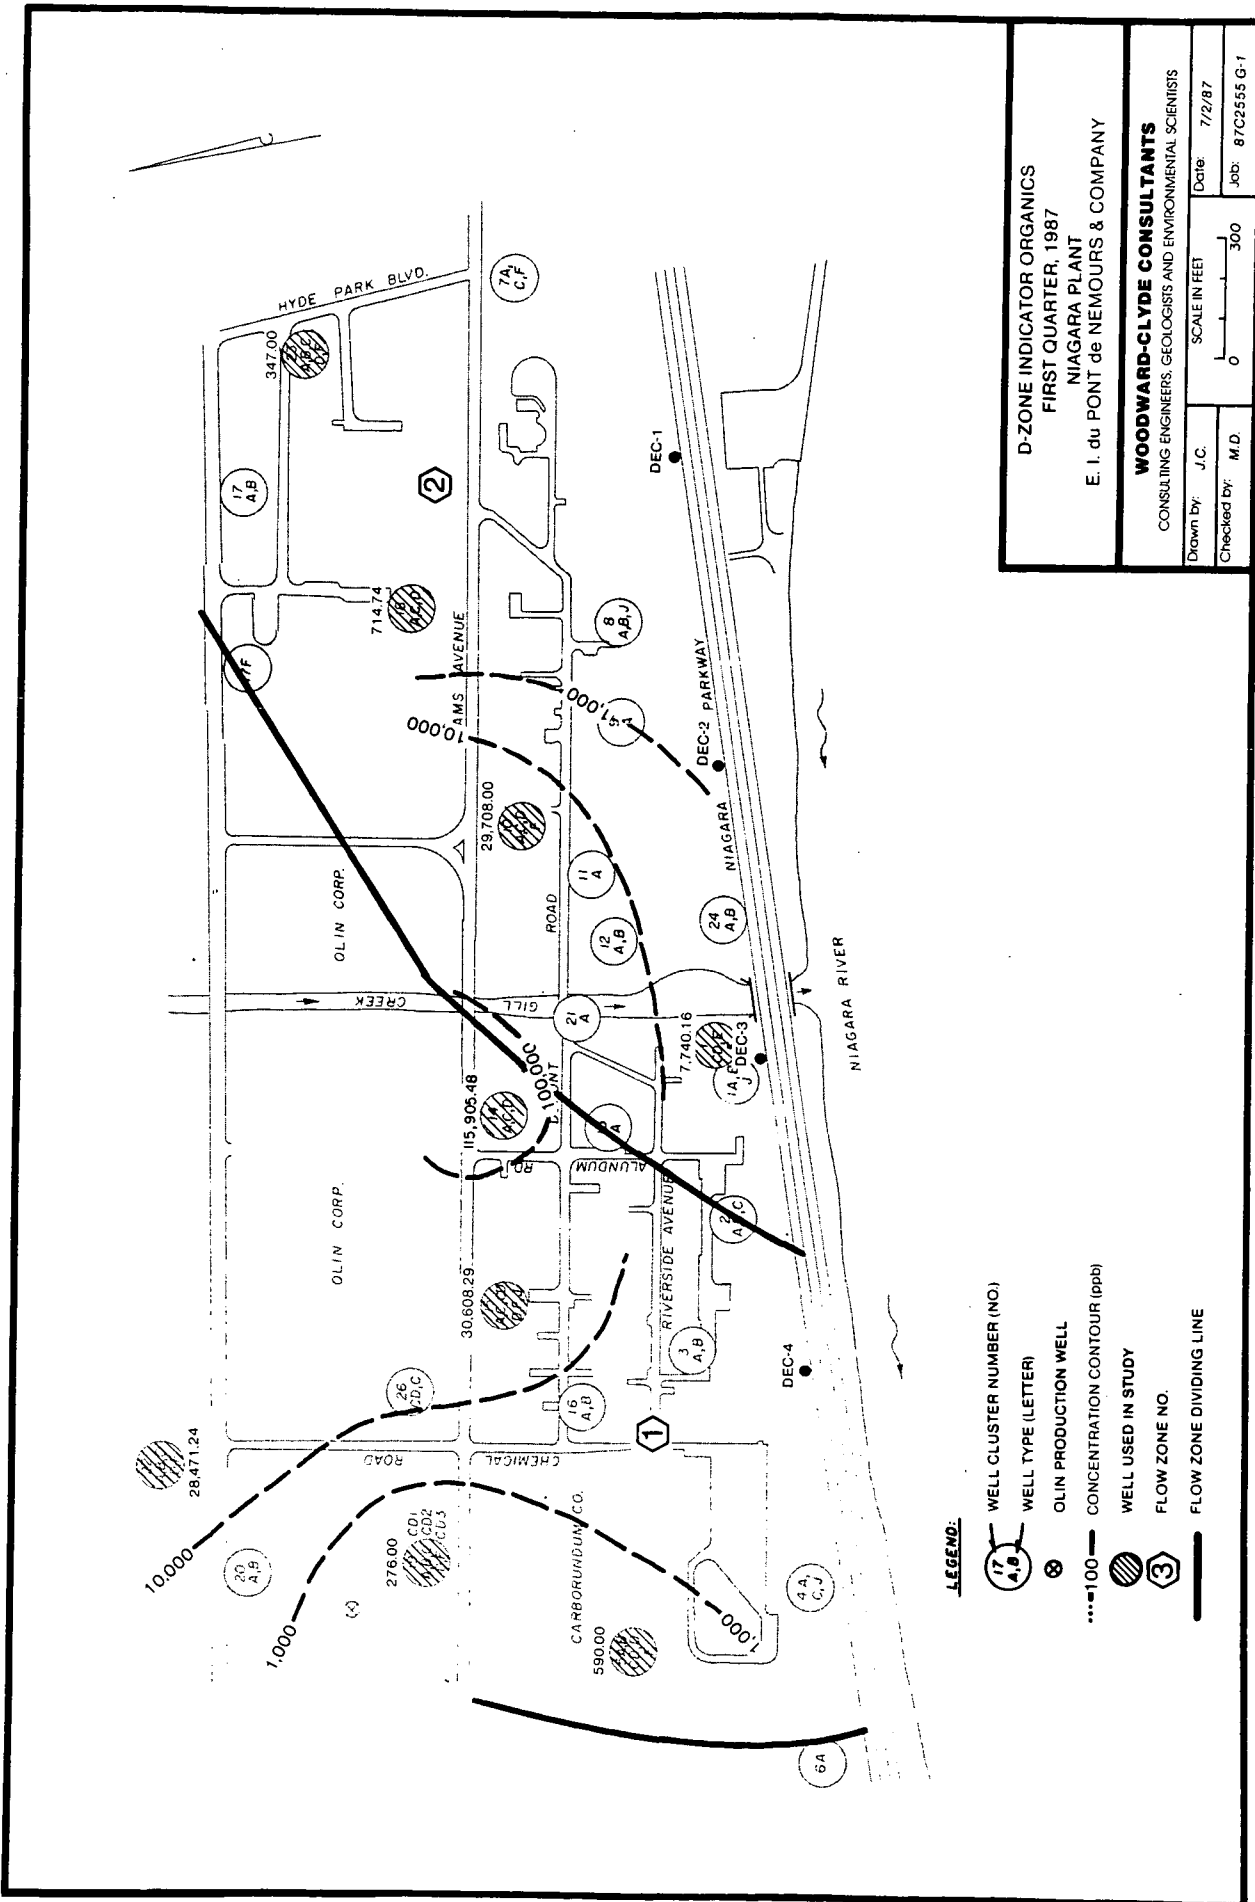 HYDE PARK BLVD.
347.00
17
A,B
7A,
C,F
2
714.74
AMS AVENUE
8
A,B,J
DEC-1
10,000
1,000
29,708.00
DEC-2
NIAGARA PARKWAY
OLIN CORP.
ROAD
11
A
12
A,B
24
A,B
GILL CREEK
21
A
NIAGARA RIVER
7,740.16
DEC-3
115,905.48
100,000
OLIN CORP.
ALUNDUM RD.
RIVERSIDE AVENUE
30,608.29
26
CD,C
3
A,B
DEC-4
16
A,B
1
CHEMICAL ROAD
28,471.24
10,000
20
A,B
276.00
CD1
CD2
CD3
1,000
CARBORUNDUM CO.
590.00
1,000
4A,
C,J
6A
LEGEND:
17
A,B
WELL CLUSTER NUMBER (NO.)
WELL TYPE (LETTER)
OLIN PRODUCTION WELL
100
CONCENTRATION CONTOUR (ppb)
WELL USED IN STUDY
3
FLOW ZONE NO.
FLOW ZONE DIVIDING LINE
D-ZONE INDICATOR ORGANICS
FIRST QUARTER, 1987
NIAGARA PLANT
E. I. du PONT de NEMOURS & COMPANY
WOODWARD-CLYDE CONSULTANTS
CONSULTING ENGINEERS, GEOLOGISTS AND ENVIRONMENTAL SCIENTISTS
Drawn by: J.C.
SCALE IN FEET
0 300
Date: 7/2/87
Checked by: M.D.
Job: 87C2555 G-1